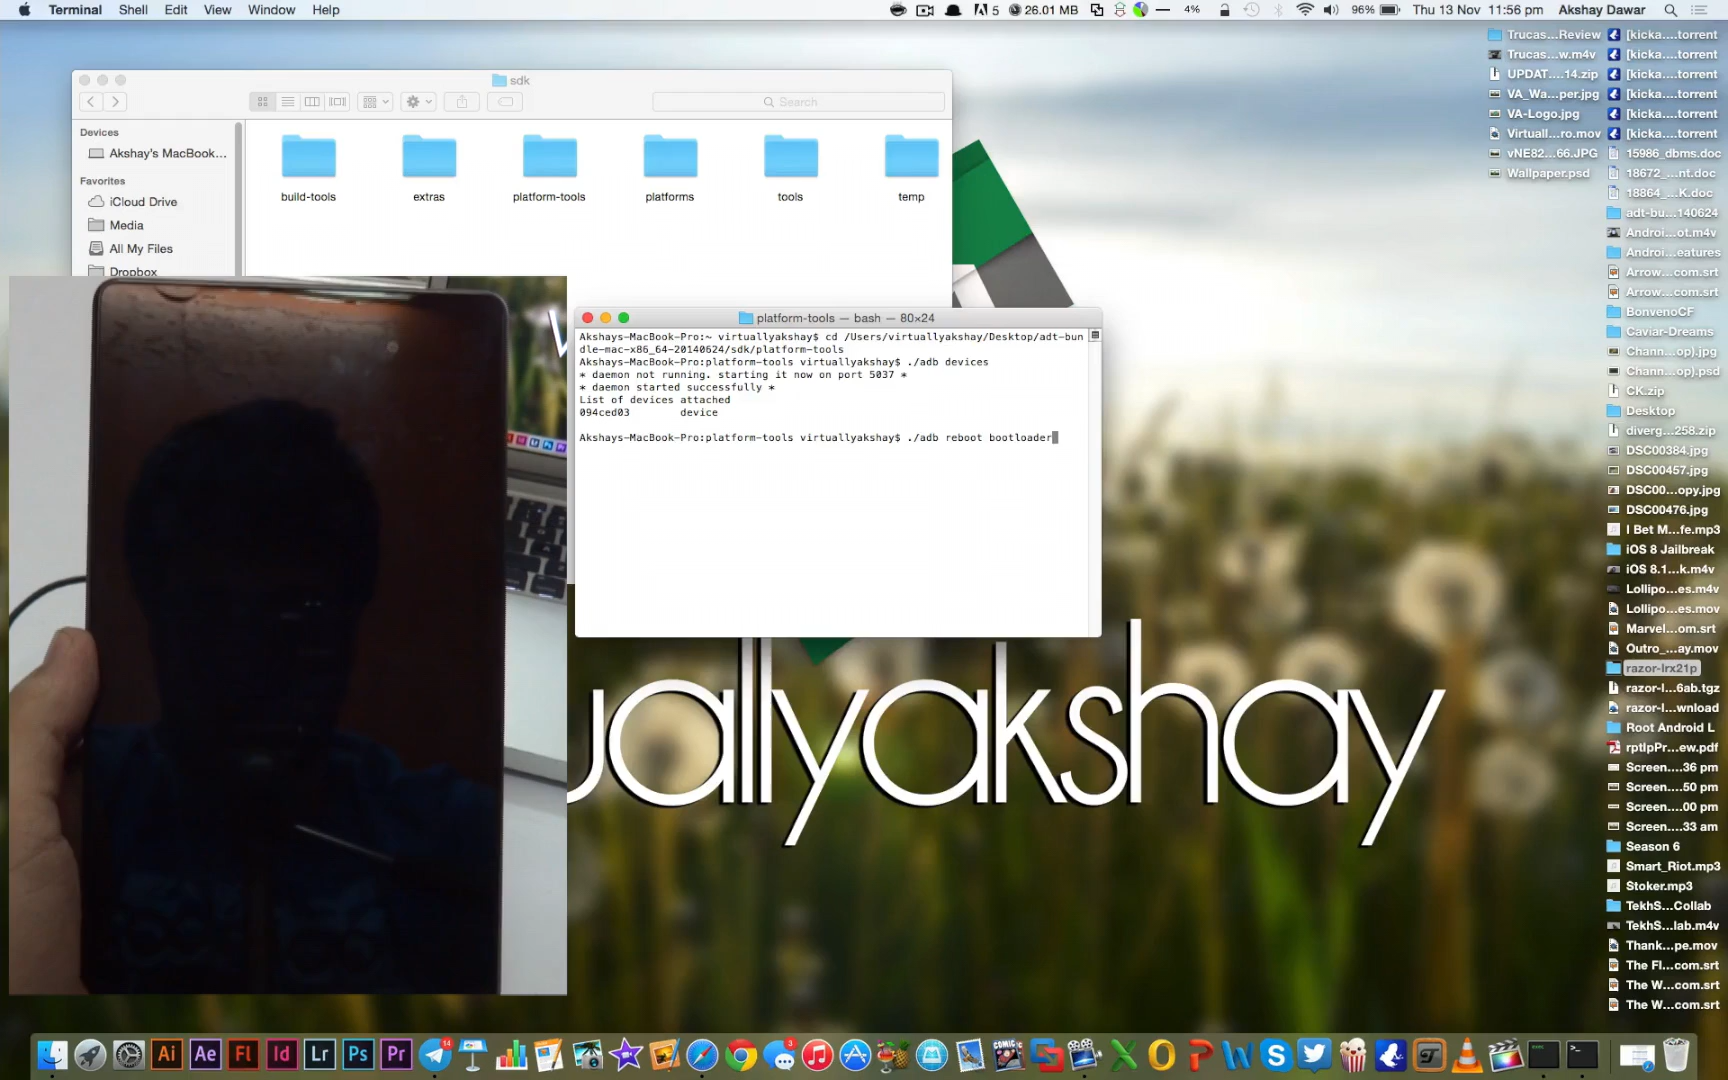 Terminal Shell Edit View Window Help
5 26.01 MB 4% 96% Thu 13 Nov 11:56 pm Akshay Dawar
sdk
Search
Devices
Akshay's MacBook...
Favorites
iCloud Drive
Media
All My Files
Dropbox
build-tools
extras
platform-tools
platforms
tools
temp
platform-tools — bash — 80×24
Akshays-MacBook-Pro:~ virtuallyakshay$ cd /Users/virtuallyakshay/Desktop/adt-bun
dle-mac-x86_64-20140624/sdk/platform-tools
Akshays-MacBook-Pro:platform-tools virtuallyakshay$ ./adb devices
* daemon not running. starting it now on port 5037 *
* daemon started successfully *
List of devices attached
094ced03 device
Akshays-MacBook-Pro:platform-tools virtuallyakshay$ ./adb reboot bootloader
uallyakshay
Trucas...Review
Trucas...w.m4v
UPDAT....14.zip
VA_Wa...per.jpg
VA-Logo.jpg
Virtuall...ro.mov
vNE82...66.JPG
Wallpaper.psd
[kicka....torrent
[kicka....torrent
[kicka....torrent
[kicka....torrent
[kicka....torrent
[kicka....torrent
15986_dbms.doc
18672_...nt.doc
18864_...K.doc
adt-bu...140624
Androi...ot.m4v
Androi...eatures
Arrow...com.srt
Arrow...com.srt
BonvenoCF
Caviar-Dreams
Chann...op).jpg
Chann...op).psd
CK.zip
Desktop
diverg...258.zip
DSC00384.jpg
DSC00457.jpg
DSC00...opy.jpg
DSC00476.jpg
I Bet M...fe.mp3
iOS 8 Jailbreak
iOS 8.1...k.m4v
Lollipo...es.m4v
Lollipo...es.mov
Marvel...om.srt
Outro_...ay.mov
razor-lrx21p
razor-l...6ab.tgz
razor-l...wnload
Root Android L
rptIpPr...ew.pdf
Screen....36 pm
Screen....50 pm
Screen....00 pm
Screen....33 am
Season 6
Smart_Riot.mp3
Stoker.mp3
TekhS...Collab
TekhS...lab.m4v
Thank...pe.mov
The Fl...com.srt
The W...com.srt
The W...com.srt
Ai Ae Fl Id Lr Ps Pr 14 3